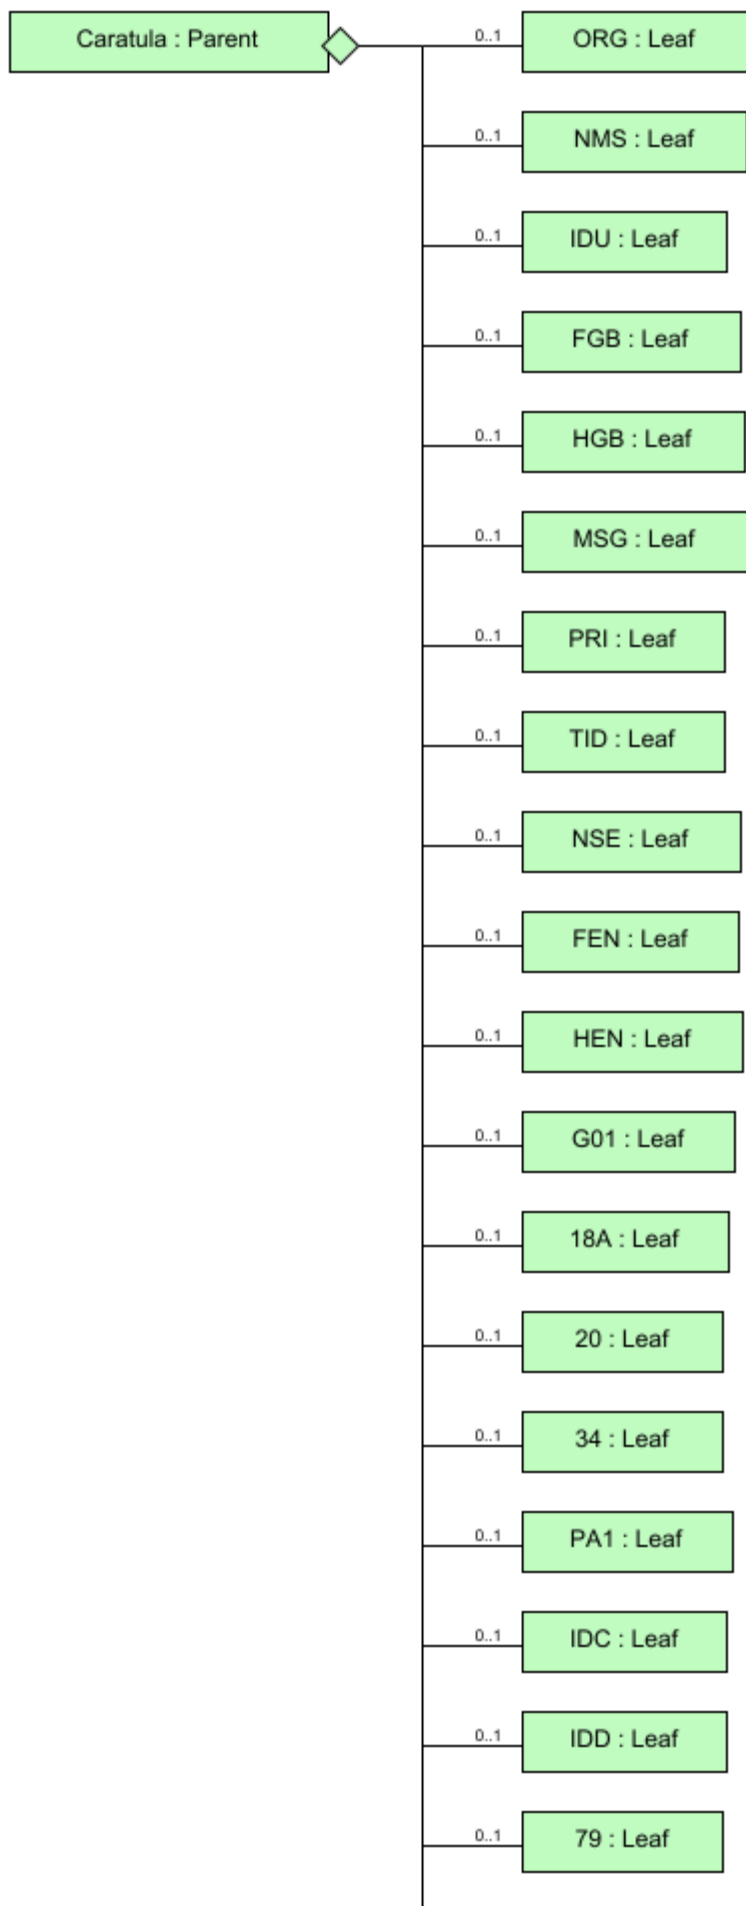 Caratula : Parent
0..1
ORG : Leaf
0..1
NMS : Leaf
0..1
IDU : Leaf
0..1
FGB : Leaf
0..1
HGB : Leaf
0..1
MSG : Leaf
0..1
PRI : Leaf
0..1
TID : Leaf
0..1
NSE : Leaf
0..1
FEN : Leaf
0..1
HEN : Leaf
0..1
G01 : Leaf
0..1
18A : Leaf
0..1
20 : Leaf
0..1
34 : Leaf
0..1
PA1 : Leaf
0..1
IDC : Leaf
0..1
IDD : Leaf
0..1
79 : Leaf